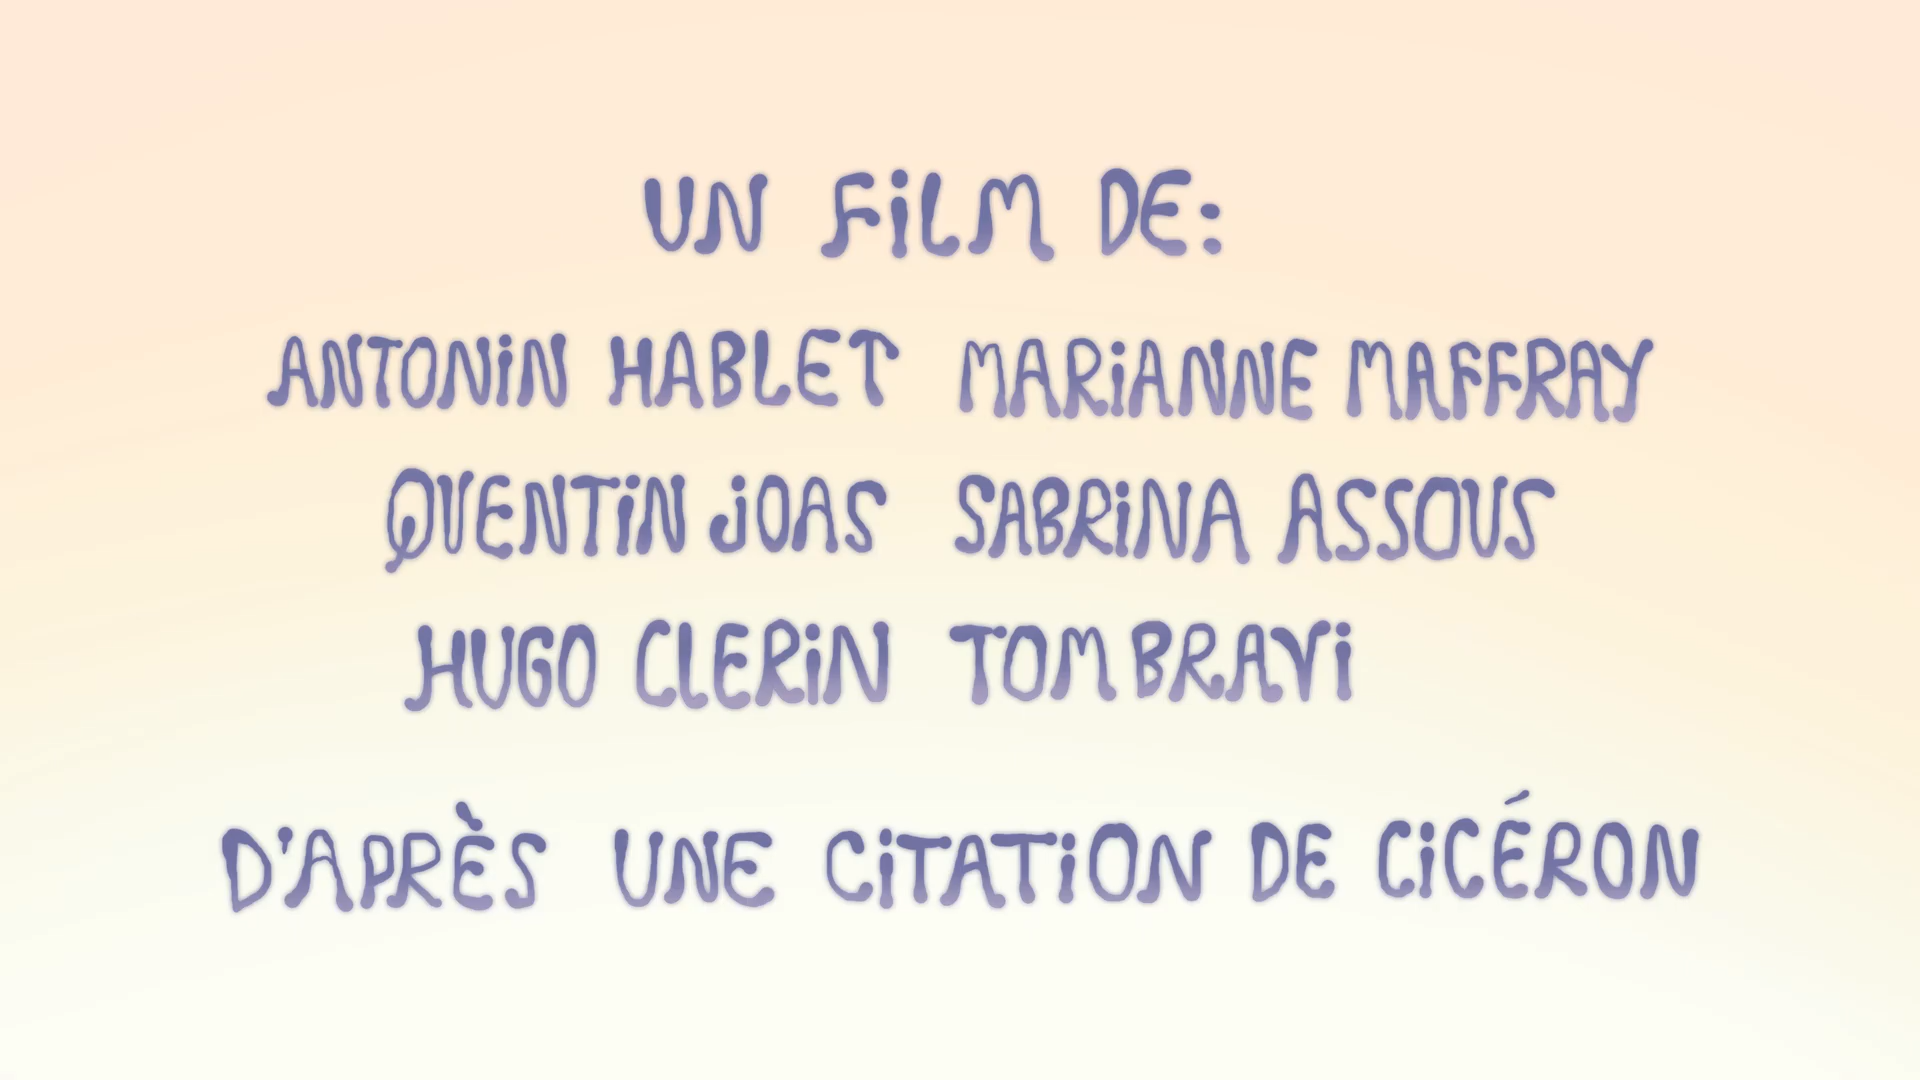 UN FiLM DE:
ANTONiN HABLET MARiANNE MAFFRAY
QUENTiN JOAS SABRiNA ASSOUS
HUGO CLERiN TOM BRAVi
D'APRÈS UNE CiTATiON DE CiCÉRON